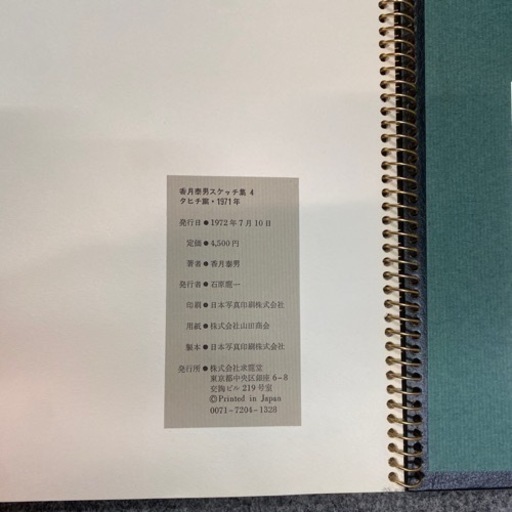 香月泰男スケッチ集 4
タヒチ篇・1971年
発行日●1972年7月10日
定価●4,500円
著者●香月泰男
発行者●石原龍一
印刷●日本写真印刷株式会社
用紙●株式会社山田商会
製本●日本写真印刷株式会社
発行所●株式会社求龍堂
東京都中央区銀座6-8
交詢ビル219号室
©Printed in Japan
0071-7204-1328